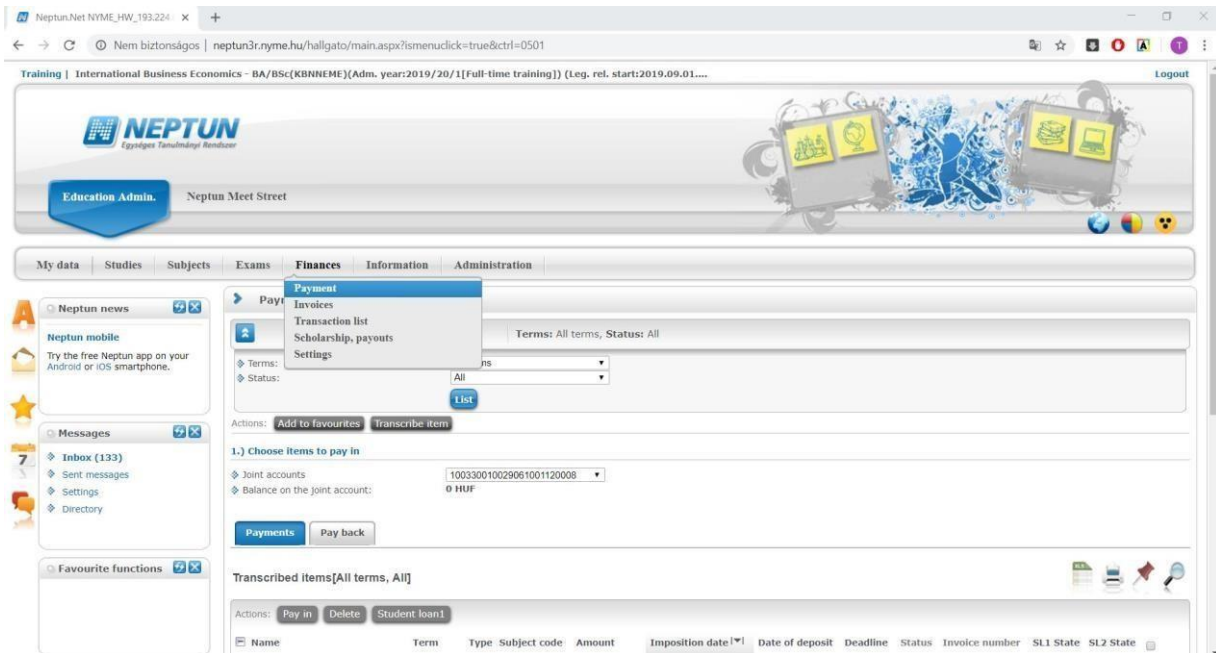 Neptun.Net NYME_HW_193.224
Nem biztonságos | neptun3r.nyme.hu/hallgato/main.aspx?ismenuclick=true&ctrl=0501
T
Training | International Business Economics - BA/BSc(KBNNEME)(Adm. year:2019/20/1[Full-time training]) (Leg. rel. start:2019.09.01....
Logout
NEPTUN
Egységes Tanulmányi Rendszer
Education Admin.
Neptun Meet Street
My data Studies Subjects Exams Finances Information Administration
Payment
Invoices
Transaction list
Scholarship, payouts
Settings
Neptun news
Neptun mobile
Try the free Neptun app on your
Android or iOS smartphone.
Messages
7
Inbox (133)
Sent messages
Settings
Directory
Favourite functions
Terms: All terms, Status: All
Terms:
Status:
All
List
Actions: Add to favourites Transcribe item
1.) Choose items to pay in
Joint accounts
100330010029061001120008
Balance on the joint account:
0 HUF
Payments Pay back
Transcribed items[All terms, All]
Actions: Pay in Delete Student loan1
Name Term Type Subject code Amount Imposition date Date of deposit Deadline Status Invoice number SL1 State SL2 State